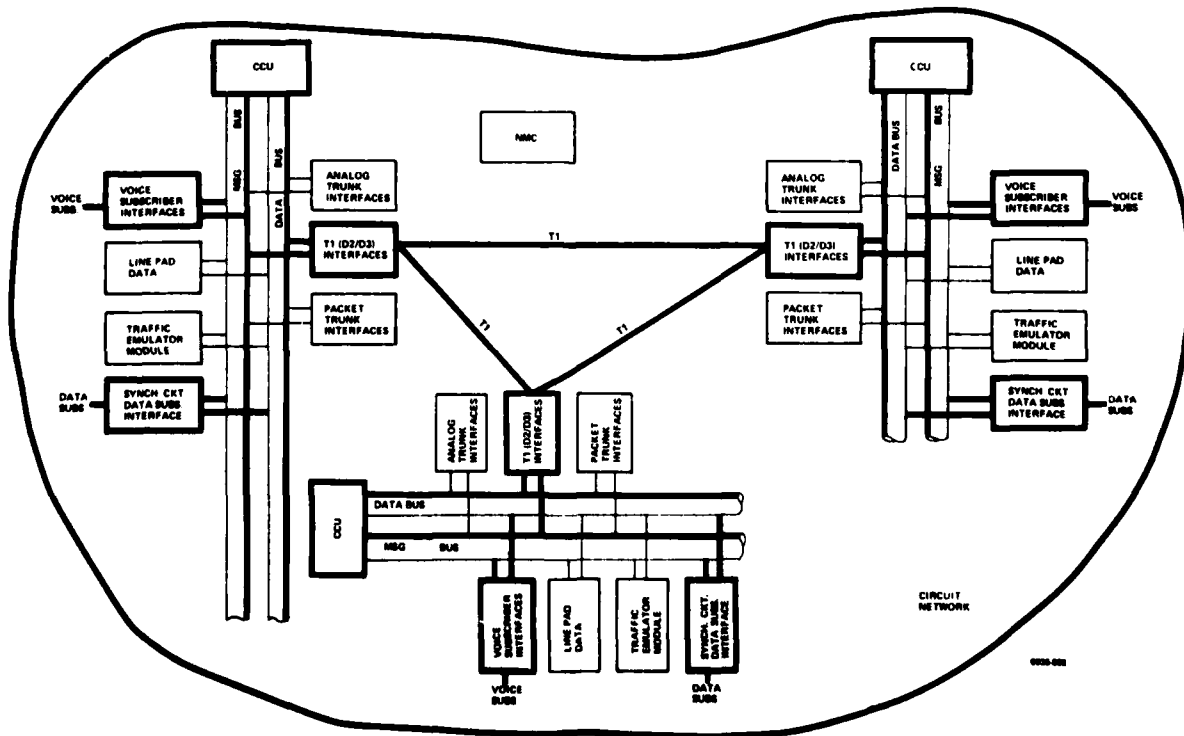 CCU
MSG BUS
DATA BUS
VOICE SUBS
VOICE
SUBSCRIBER
INTERFACES
LINE PAD
DATA
TRAFFIC
EMULATOR
MODULE
DATA
SUBS
SYNCH CKT
DATA SUBS
INTERFACE
ANALOG
TRUNK
INTERFACES
T1 (D2/D3)
INTERFACES
PACKET
TRUNK
INTERFACES
NMC
T1
T1
T1
CCU
DATA BUS
MSG BUS
ANALOG
TRUNK
INTERFACES
T1 (D2/D3)
INTERFACES
PACKET
TRUNK
INTERFACES
VOICE
SUBSCRIBER
INTERFACES
VOICE
SUBS
LINE PAD
DATA
TRAFFIC
EMULATOR
MODULE
SYNCH CKT
DATA SUBS
INTERFACE
DATA
SUBS
ANALOG
TRUNK
INTERFACES
T1 (D2/D3)
INTERFACES
PACKET
TRUNK
INTERFACES
CCU
DATA BUS
MSG BUS
VOICE
SUBSCRIBER
INTERFACES
LINE PAD
DATA
TRAFFIC
EMULATOR
MODULE
SYNCH CKT.
DATA SUBS.
INTERFACE
VOICE
SUBS
DATA
SUBS
CIRCUIT
NETWORK